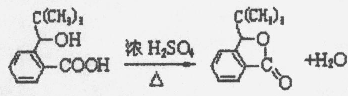 C(CH₃)₃ C(CH₃)₃
OH 浓 H₂SO₄ O
COOH △ +H₂O
O